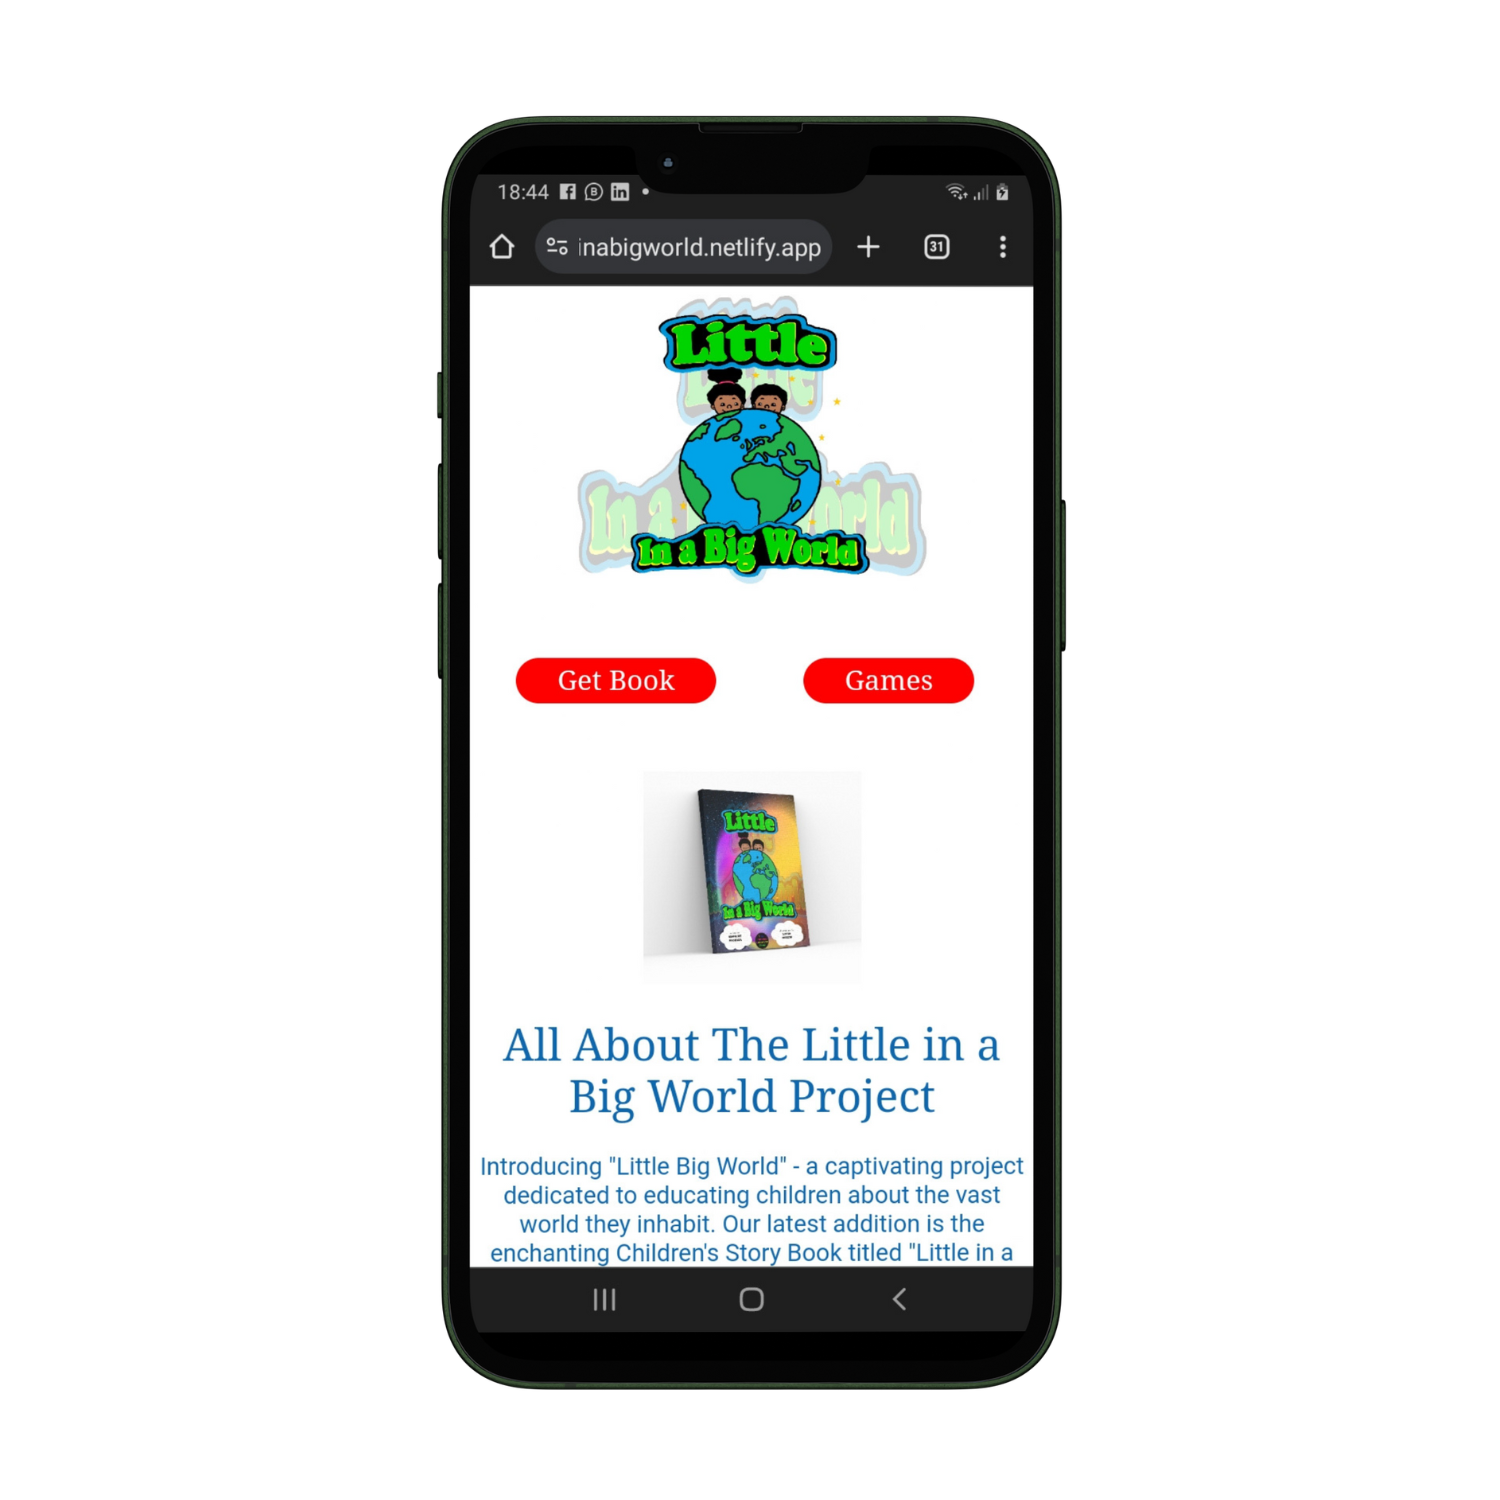 18:44
inabigworld.netlify.app
31
Little
In a Big World
Get Book
Games
Little
In a Big World
All About The Little in a
Big World Project
Introducing "Little Big World" - a captivating project
dedicated to educating children about the vast
world they inhabit. Our latest addition is the
enchanting Children's Story Book titled "Little in a